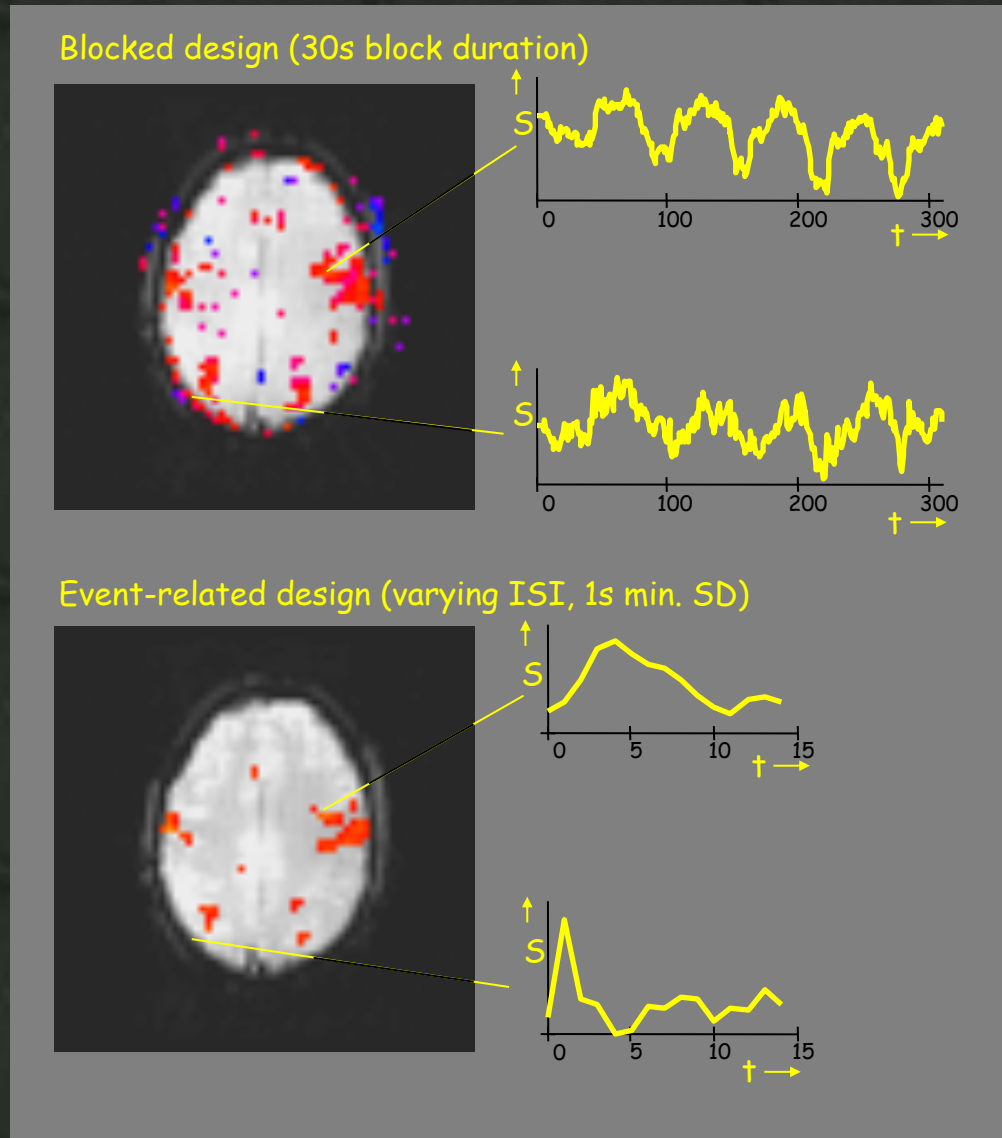 Blocked design (30s block duration)
S
0 100 200 300
t
S
0 100 200 300
t
Event-related design (varying ISI, 1s min. SD)
S
0 5 10 15
t
S
0 5 10 15
t